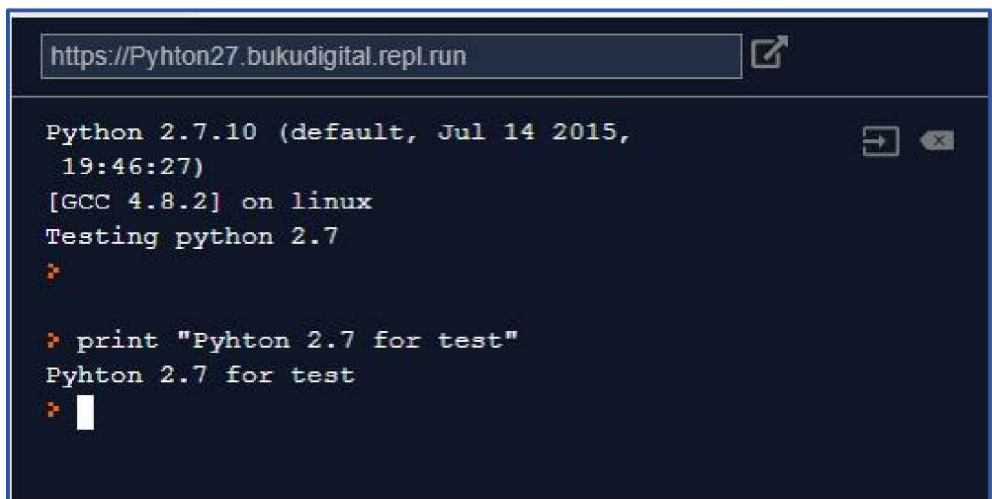 https://Pyhton27.bukudigital.repl.run
Python 2.7.10 (default, Jul 14 2015,
19:46:27)
[GCC 4.8.2] on linux
Testing python 2.7
>
> print "Pyhton 2.7 for test"
Pyhton 2.7 for test
>